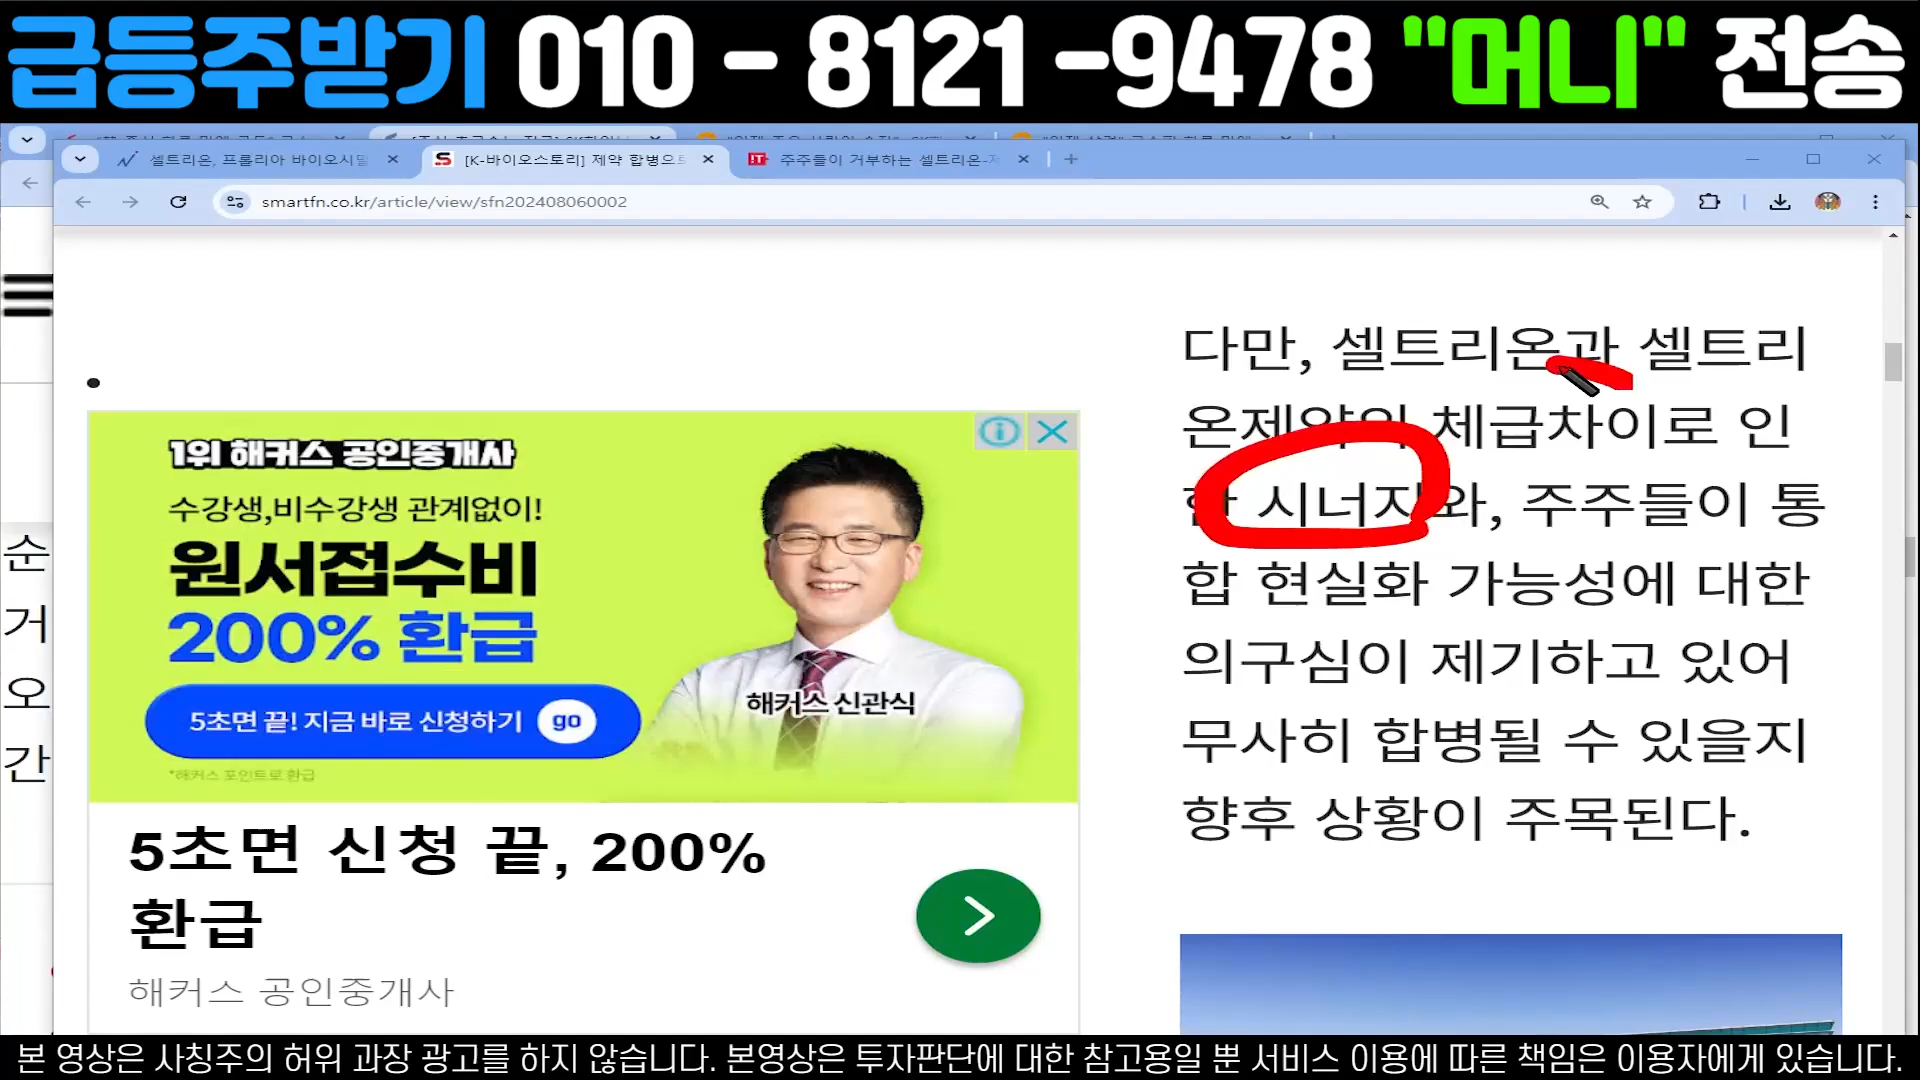 급등주받기 010 - 8121 -9478 "머니" 전송
셀트리온, 프롤리아 바이오시밀
[K-바이오스토리] 제약 합병으로
주주들이 거부하는 셀트리온-제
smartfn.co.kr/article/view/sfn202408060002
순
거
오
간
1위 해커스 공인중개사
수강생,비수강생 관계없이!
원서접수비
200% 환급
5초면 끝! 지금 바로 신청하기 go
*해커스 포인트로 환급
해커스 신관식
5초면 신청 끝, 200%
환급
해커스 공인중개사
다만, 셀트리온과 셀트리
온제약의 체급차이로 인
한 시너지와, 주주들이 통
합 현실화 가능성에 대한
의구심이 제기하고 있어
무사히 합병될 수 있을지
향후 상황이 주목된다.
본 영상은 사칭주의 허위 과장 광고를 하지 않습니다. 본영상은 투자판단에 대한 참고용일 뿐 서비스 이용에 따른 책임은 이용자에게 있습니다.